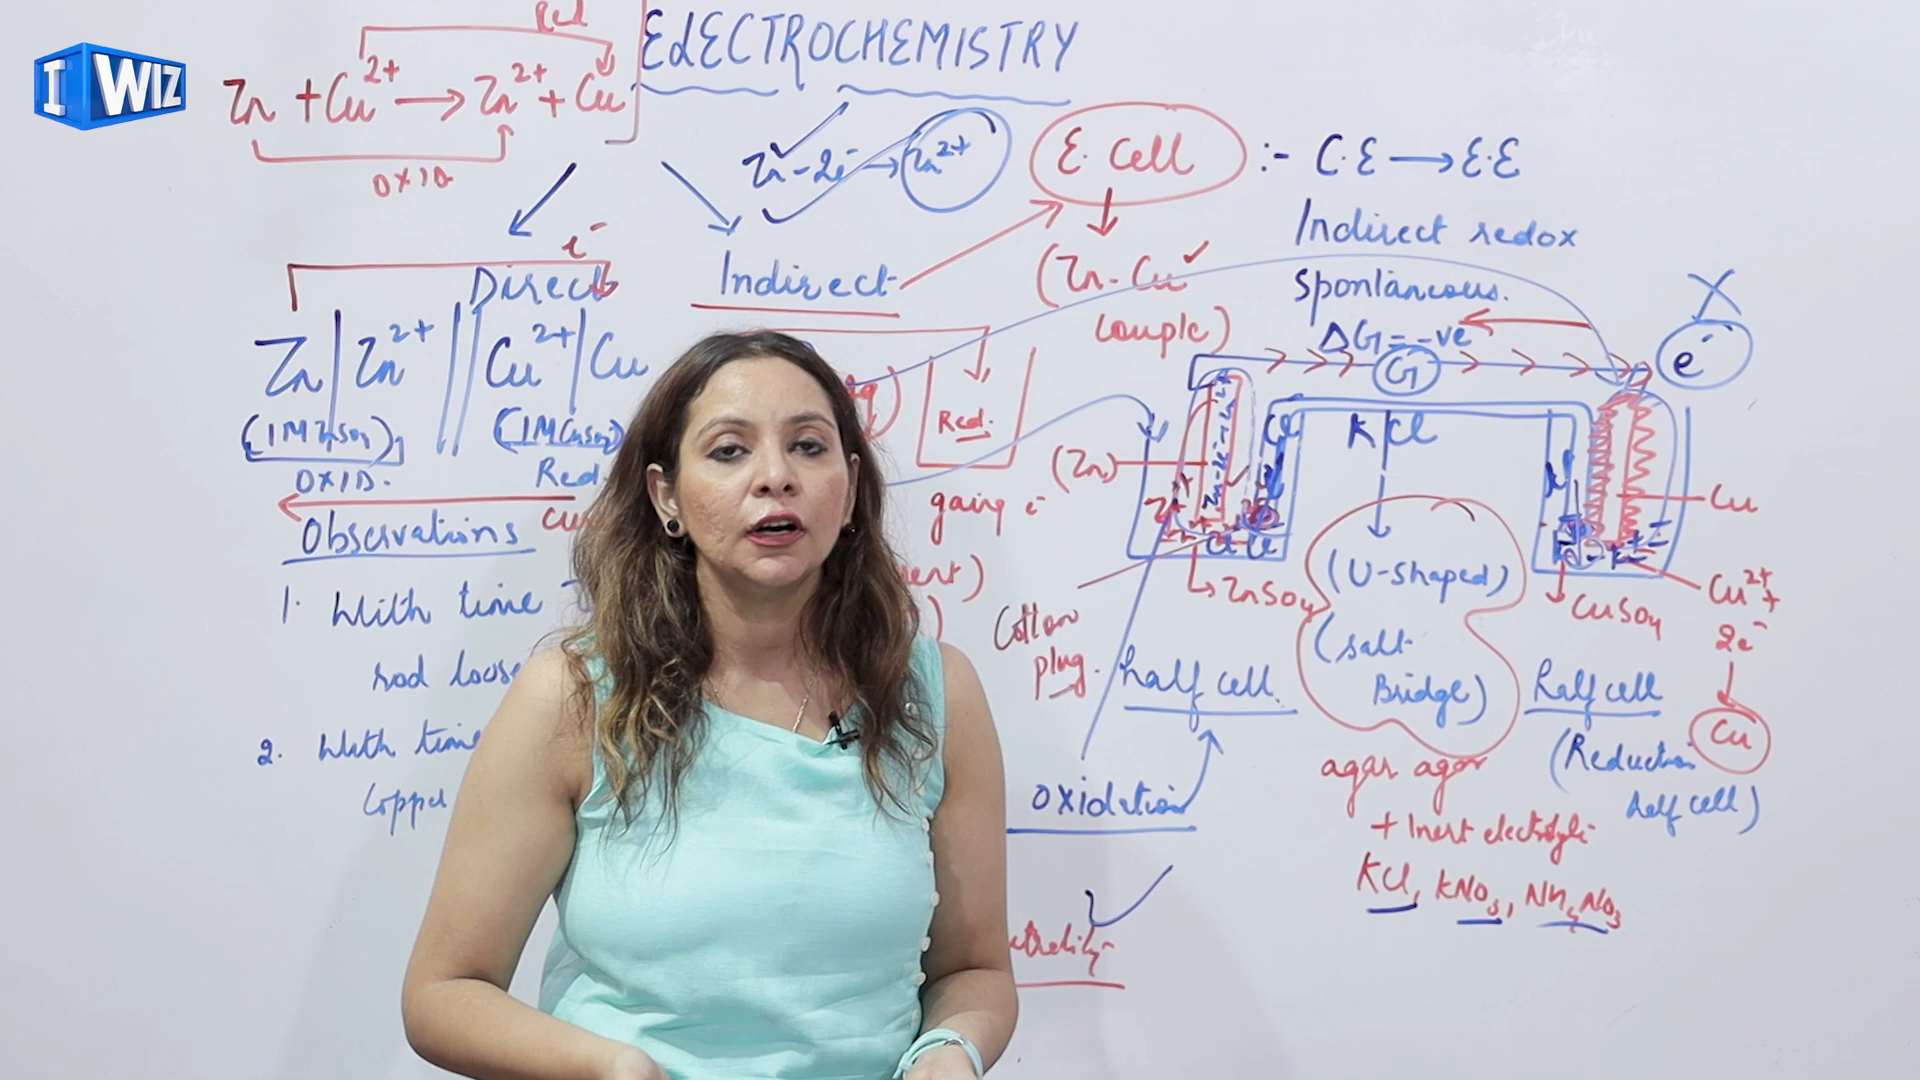 I WIZ
ELECTROCHEMISTRY
Red
Zn + Cu²⁺ → Zn²⁺ + Cu
OXID
Zn - 2e⁻ → Zn²⁺
E. Cell :- C.E → E.E
(Zn-Cu couple)
Indirect redox
Spontaneous.
ΔG = -ve
e⁻
Direct
Indirect
Zn | Zn²⁺ || Cu²⁺ | Cu
(1M ZnSO4) (1M CuSO4)
OXID. Red.
Observations
1. With time
rod loose
2. With time
Copper
Red.
gaing e⁻
G
(Zn)
KCl
Cu
ZnSO4
CuSO4
Cu²⁺ +
2e⁻
Cu
Cotton
plug.
(U-shaped)
(salt-
Bridge)
half cell.
half cell
(Reduction
half cell)
oxidation
agar agar
+ Inert electrolyte
KCl, KNO3, NH4NO3